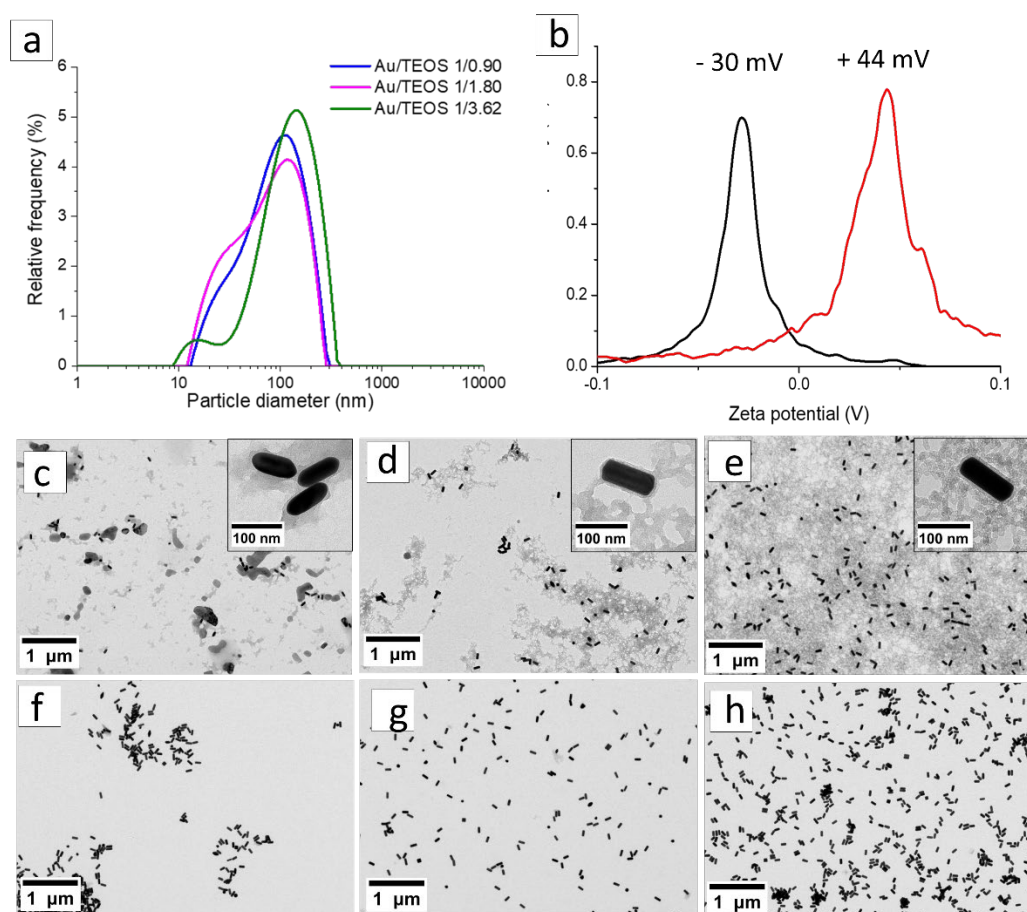 a
6
5
4
3
2
1
0
Relative frequency (%)
Au/TEOS 1/0.90
Au/TEOS 1/1.80
Au/TEOS 1/3.62
1 10 100 1000 10000
Particle diameter (nm)
b
- 30 mV + 44 mV
0.8
0.6
0.4
0.2
0.0
-0.1 0.0 0.1
Zeta potential (V)
c
100 nm
1 µm
d
100 nm
1 µm
e
100 nm
1 µm
f
1 µm
g
1 µm
h
1 µm